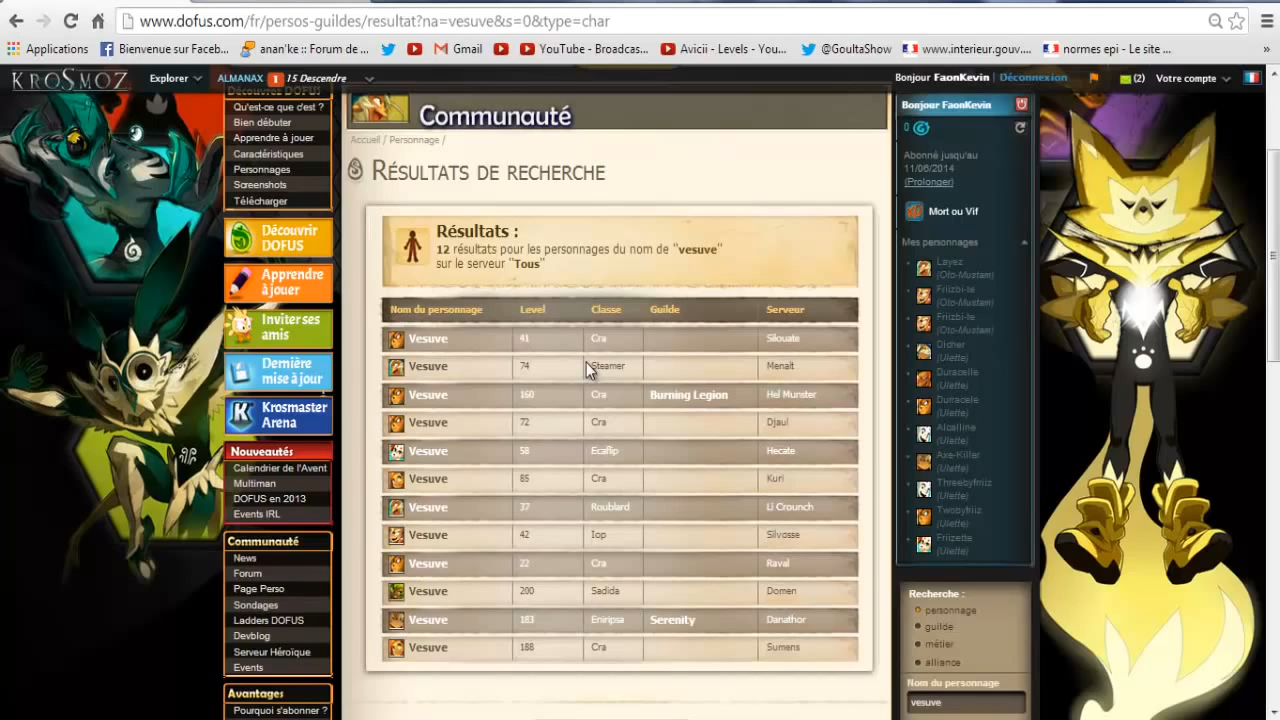 www.dofus.com/fr/persos-guildes/resultat?na=vesuve&s=0&type=char
Applications
Bienvenue sur Faceb...
anan'ke :: Forum de ...
Gmail
YouTube - Broadcas...
Avicii - Levels - You...
@GoultaShow
www.interieur.gouv....
normes epi - Le site ...
»
KROSMOZ
Explorer
ALMANAX
1
15 Descendre
Bonjour FaonKevin | Déconnexion
(2)
Votre compte
Découvrez DOFUS
Qu'est-ce que c'est ?
Bien débuter
Apprendre à jouer
Caractéristiques
Personnages
Screenshots
Télécharger
Découvrir
DOFUS
Apprendre
à jouer
Inviter ses
amis
Dernière
mise à jour
Krosmaster
Arena
Nouveautés
Calendrier de l'Avent
Multiman
DOFUS en 2013
Events IRL
Communauté
News
Forum
Page Perso
Sondages
Ladders DOFUS
Devblog
Serveur Héroïque
Events
Avantages
Pourquoi s'abonner ?
Communauté
Accueil / Personnage /
RÉSULTATS DE RECHERCHE
Résultats :
12 résultats pour les personnages du nom de "vesuve"
sur le serveur "Tous"
Nom du personnage Level Classe Guilde Serveur
Vesuve 41 Cra Silouate
Vesuve 74 Steamer Menalt
Vesuve 160 Cra Burning Legion Hel Munster
Vesuve 72 Cra Djaul
Vesuve 58 Ecaflip Hecate
Vesuve 85 Cra Kuri
Vesuve 37 Roublard Li Crounch
Vesuve 42 Iop Silvosse
Vesuve 22 Cra Raval
Vesuve 200 Sadida Domen
Vesuve 183 Eniripsa Serenity Danathor
Vesuve 188 Cra Sumens
Bonjour FaonKevin
0
Abonné jusqu'au
11/06/2014
(Prolonger)
Mort ou Vif
Mes personnages
Layez
(Oto-Mustam)
Friizbi-te
(Oto-Mustam)
Friizbi-te
(Oto-Mustam)
Didher
(Ulette)
Duracelle
(Ulette)
Durracele
(Ulette)
Alcalline
(Ulette)
Axe-Killer
(Ulette)
Threebyfriiz
(Ulette)
Twobyfriiz
(Ulette)
Friizette
(Ulette)
Recherche :
personnage
guilde
métier
alliance
Nom du personnage
vesuve